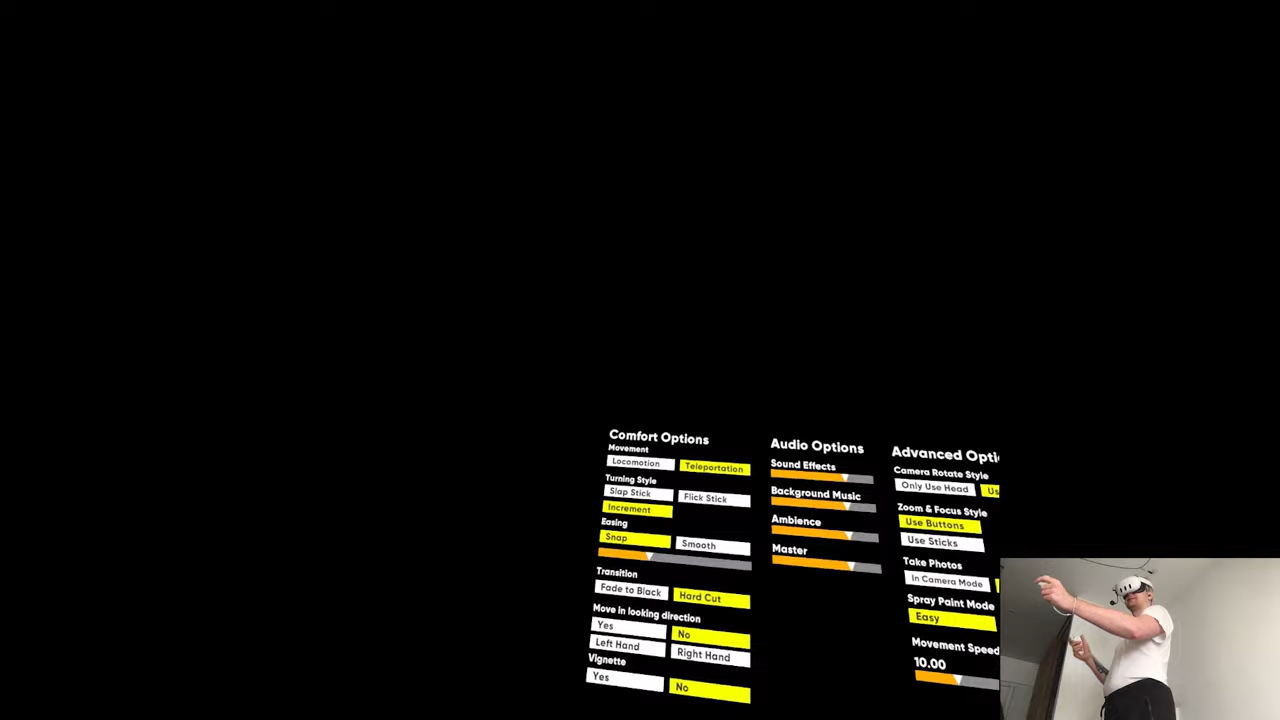 Comfort Options
Movement
Locomotion Teleportation
Turning Style
Slap Stick Flick Stick
Increment
Easing
Snap Smooth
Transition
Fade to Black Hard Cut
Move in looking direction
Yes No
Left Hand Right Hand
Vignette
Yes No
Audio Options
Sound Effects
Background Music
Ambience
Master
Advanced Opti
Camera Rotate Style
Only Use Head Us
Zoom & Focus Style
Use Buttons
Use Sticks
Take Photos
In Camera Mode
Spray Paint Mode
Easy
Movement Speed
10.00